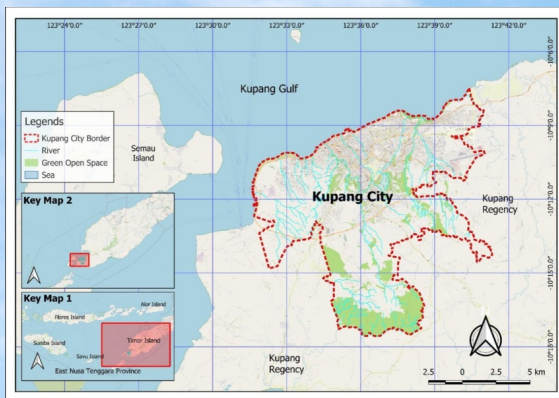 123°24'0.0" 123°27'0.0" 123°30'0.0" 123°33'0.0" 123°36'0.0" 123°39'0.0" 123°42'0.0"
-10°6'0.0"
Kupang Gulf
Legends
Kupang City Border
River
Green Open Space
Sea
Semau
Island
-10°9'0.0"
Kupang City
Kupang
Regency
-10°12'0.0"
Key Map 2
-10°15'0.0"
Key Map 1
Alor Island
Flores Island
Sumba Island
Timor Island
Savu Island
East Nusa Tenggara Province
Kupang
Regency
-10°18'0.0"
2.5 0 2.5 5 km